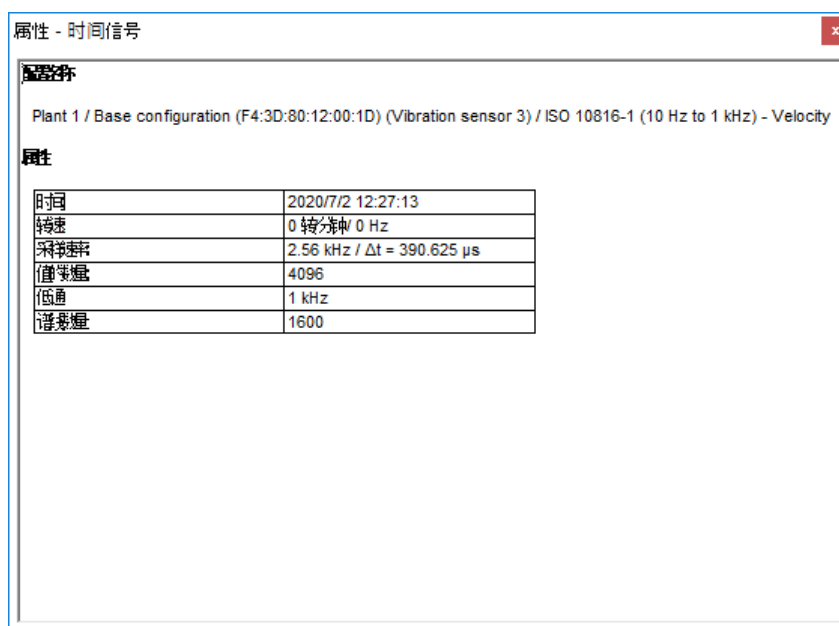 属性 - 时间信号
x
配置名称
Plant 1 / Base configuration (F4:3D:80:12:00:1D) (Vibration sensor 3) / ISO 10816-1 (10 Hz to 1 kHz) - Velocity
属性
时间 2020/7/2 12:27:13
转速 0 转/分钟/ 0 Hz
采样速率 2.56 kHz / Δt = 390.625 µs
值数量 4096
低通 1 kHz
谱线数量 1600